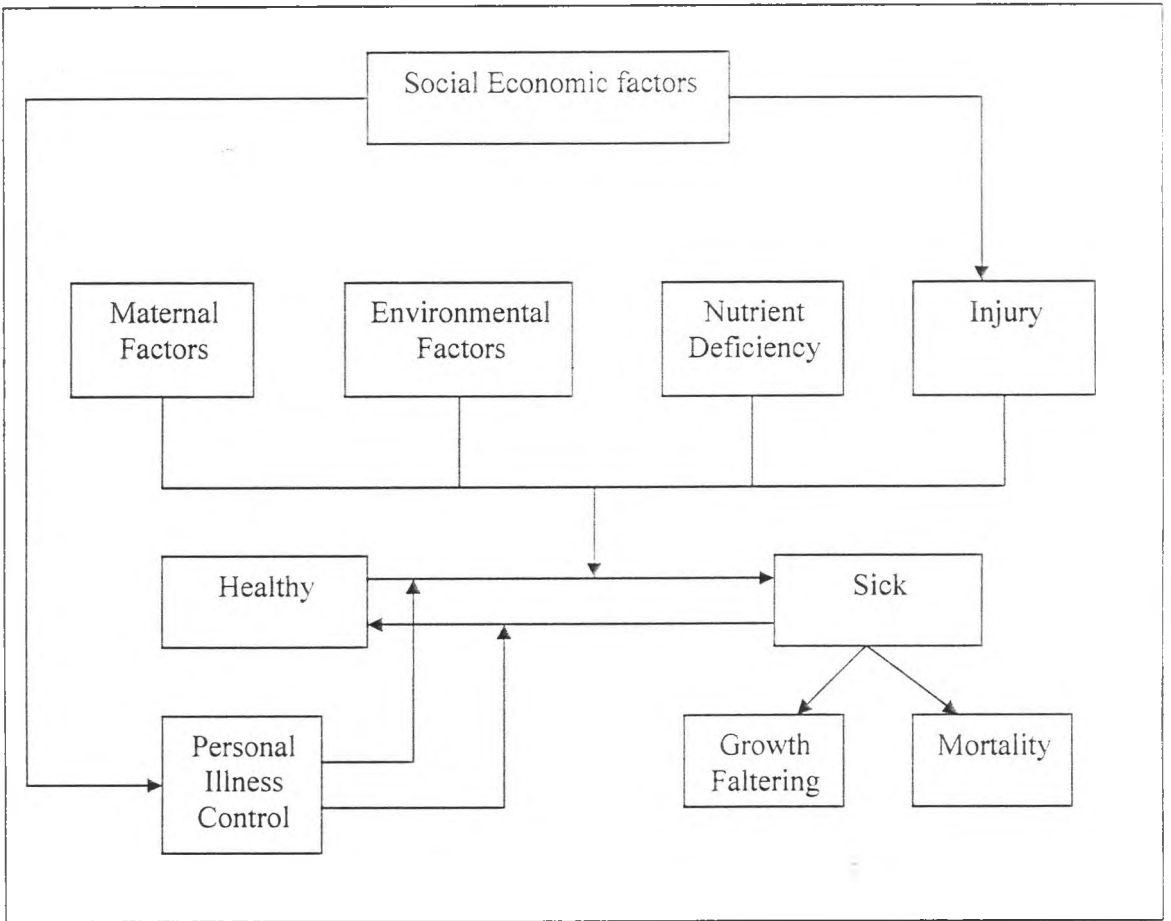 Social Economic factors
Maternal
Factors
Environmental
Factors
Nutrient
Deficiency
Injury
Healthy
Sick
Personal
Illness
Control
Growth
Faltering
Mortality